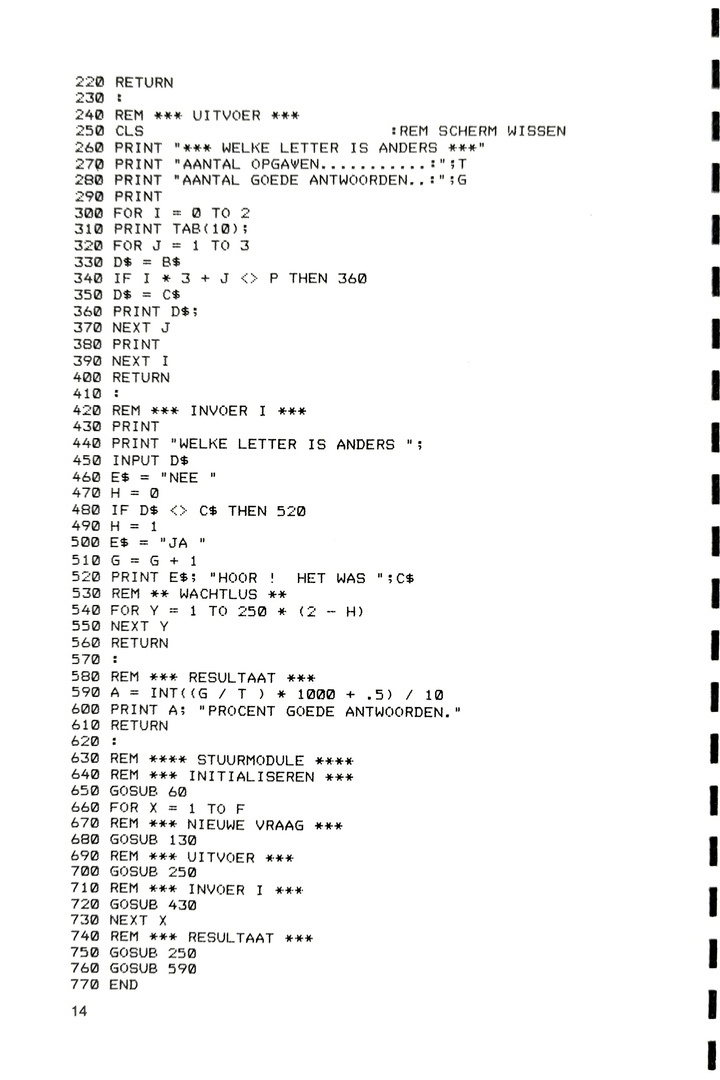 220 RETURN
230 :
240 REM *** UITVOER ***
250 CLS :REM SCHERM WISSEN
260 PRINT "*** WELKE LETTER IS ANDERS ***"
270 PRINT "AANTAL OPGAVEN...........:";T
280 PRINT "AANTAL GOEDE ANTWOORDEN..:";G
290 PRINT
300 FOR I = 0 TO 2
310 PRINT TAB(10);
320 FOR J = 1 TO 3
330 D$ = B$
340 IF I * 3 + J <> P THEN 360
350 D$ = C$
360 PRINT D$;
370 NEXT J
380 PRINT
390 NEXT I
400 RETURN
410 :
420 REM *** INVOER I ***
430 PRINT
440 PRINT "WELKE LETTER IS ANDERS ";
450 INPUT D$
460 E$ = "NEE "
470 H = 0
480 IF D$ <> C$ THEN 520
490 H = 1
500 E$ = "JA "
510 G = G + 1
520 PRINT E$; "HOOR !  HET WAS ";C$
530 REM ** WACHTLUS **
540 FOR Y = 1 TO 250 * (2 - H)
550 NEXT Y
560 RETURN
570 :
580 REM *** RESULTAAT ***
590 A = INT((G / T ) * 1000 + .5) / 10
600 PRINT A; "PROCENT GOEDE ANTWOORDEN."
610 RETURN
620 :
630 REM **** STUURMODULE ****
640 REM *** INITIALISEREN ***
650 GOSUB 60
660 FOR X = 1 TO F
670 REM *** NIEUWE VRAAG ***
680 GOSUB 130
690 REM *** UITVOER ***
700 GOSUB 250
710 REM *** INVOER I ***
720 GOSUB 430
730 NEXT X
740 REM *** RESULTAAT ***
750 GOSUB 250
760 GOSUB 590
770 END
14